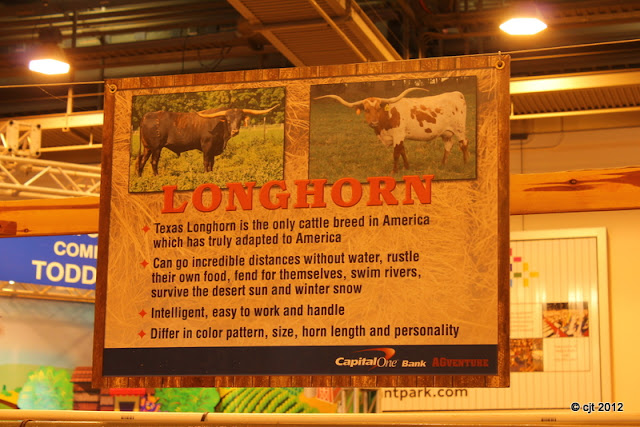 LONGHORN
Texas Longhorn is the only cattle breed in America
which has truly adapted to America
Can go incredible distances without water, rustle
their own food, fend for themselves, swim rivers,
survive the desert sun and winter snow
Intelligent, easy to work and handle
Differ in color pattern, size, horn length and personality
Capital One Bank AGVENTURE
COM
TODD
ntpark.com
© cjt 2012